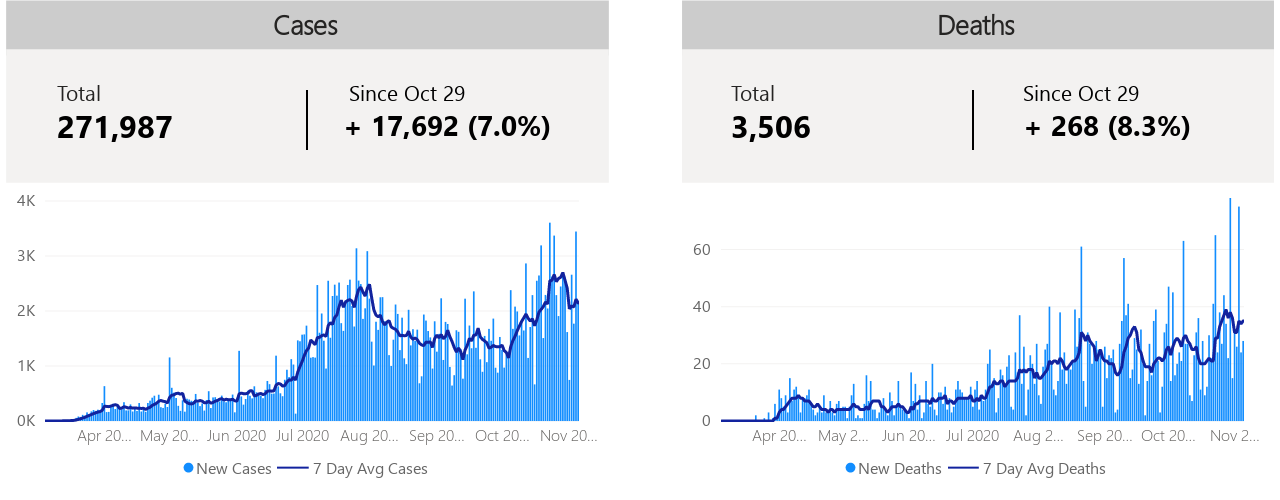 Cases
Total
271,987
Since Oct 29
+ 17,692 (7.0%)
4K
3K
2K
1K
0K
Apr 20... May 20... Jun 2020 Jul 2020 Aug 20... Sep 20... Oct 20... Nov 20...
New Cases 7 Day Avg Cases
Deaths
Total
3,506
Since Oct 29
+ 268 (8.3%)
60
40
20
0
Apr 20... May 2... Jun 20... Jul 2020 Aug 2... Sep 20... Oct 20... Nov 2...
New Deaths 7 Day Avg Deaths